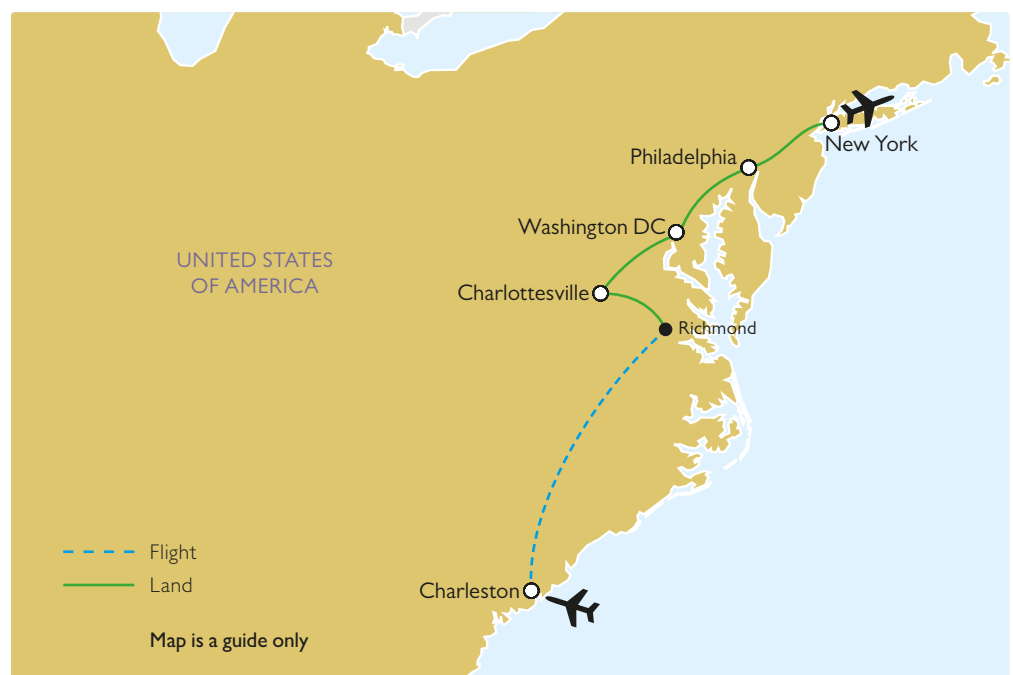 New York
Philadelphia
Washington DC
UNITED STATES
OF AMERICA
Charlottesville
Richmond
Flight
Land
Charleston
Map is a guide only